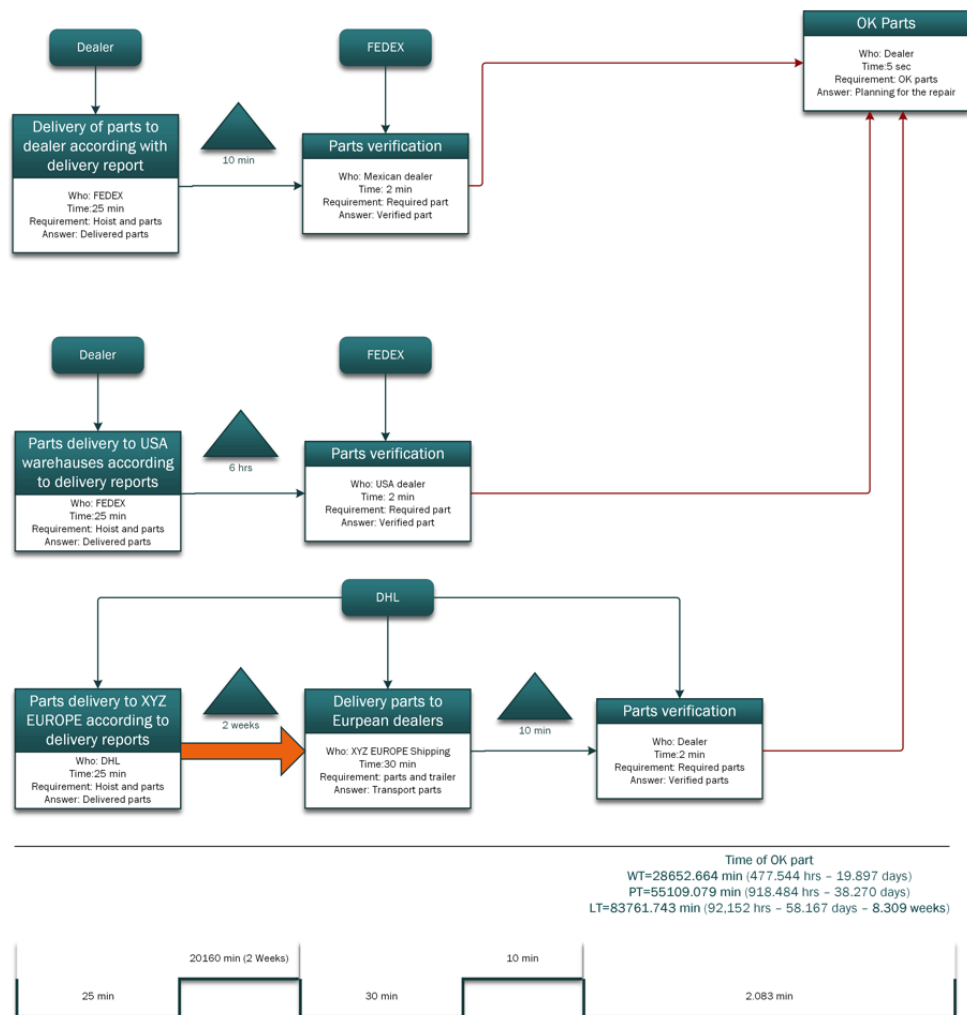 Dealer
FEDEX
OK Parts
Who: Dealer
Time:5 sec
Requirement: OK parts
Answer: Planning for the repair
Delivery of parts to
dealer according with
delivery report
Who: FEDEX
Time:25 min
Requirement: Hoist and parts
Answer: Delivered parts
10 min
Parts verification
Who: Mexican dealer
Time: 2 min
Requirement: Required part
Answer: Verified part
Dealer
FEDEX
Parts delivery to USA
warehauses according
to delivery reports
Who: FEDEX
Time:25 min
Requirement: Hoist and parts
Answer: Delivered parts
6 hrs
Parts verification
Who: USA dealer
Time: 2 min
Requirement: Required part
Answer: Verified part
DHL
Parts delivery to XYZ
EUROPE according to
delivery reports
Who: DHL
Time:25 min
Requirement: Hoist and parts
Answer: Delivered parts
2 weeks
Delivery parts to
Eurpean dealers
Who: XYZ EUROPE Shipping
Time:30 min
Requirement: parts and trailer
Answer: Transport parts
10 min
Parts verification
Who: Dealer
Time:2 min
Requirement: Required parts
Answer: Verified parts
Time of OK part
WT=28652.664 min (477.544 hrs – 19.897 days)
PT=55109.079 min (918.484 hrs – 38.270 days)
LT=83761.743 min (92,152 hrs – 58.167 days – 8.309 weeks)
20160 min (2 Weeks)
10 min
25 min
30 min
2.083 min